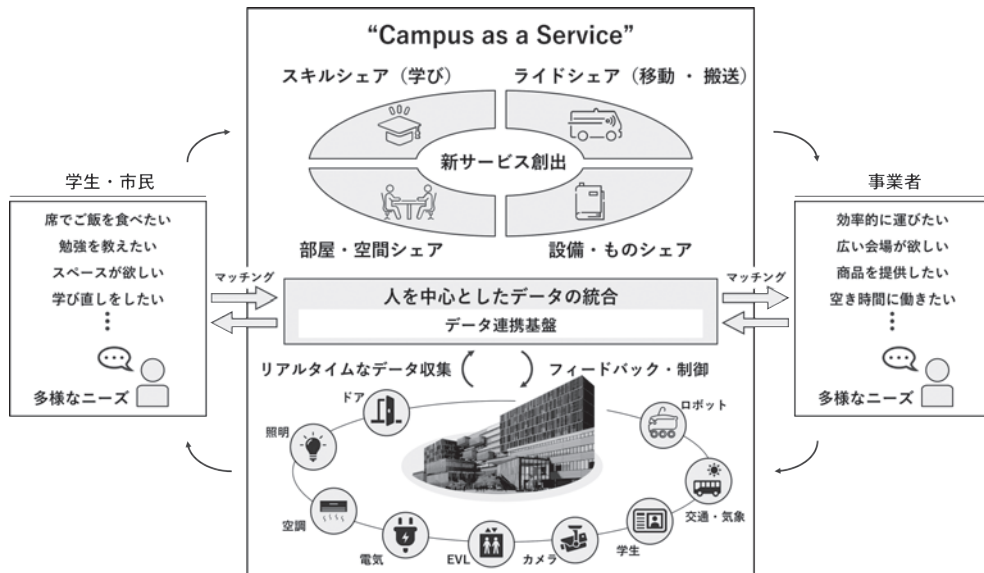 “Campus as a Service”
スキルシェア（学び）
ライドシェア（移動・搬送）
新サービス創出
部屋・空間シェア
設備・ものシェア
学生・市民
席でご飯を食べたい
勉強を教えたい
スペースが欲しい
学び直しをしたい
⋮
多様なニーズ
マッチング
人を中心としたデータの統合
データ連携基盤
マッチング
事業者
効率的に運びたい
広い会場が欲しい
商品を提供したい
空き時間に働きたい
⋮
多様なニーズ
リアルタイムなデータ収集
フィードバック・制御
ドア
照明
空調
電気
EVL
カメラ
学生
交通・気象
ロボット